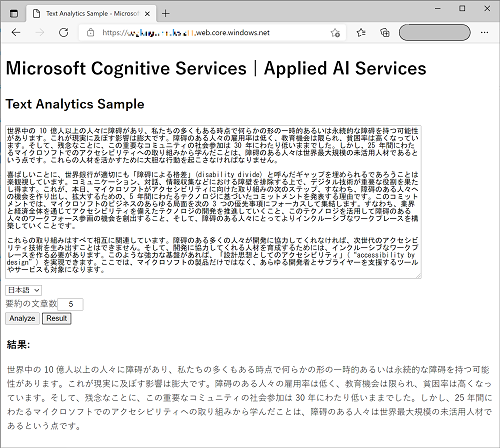 Text Analytics Sample - Microsof
https://
.web.core.windows.net
Microsoft Cognitive Services | Applied AI Services
Text Analytics Sample
世界中の 10 億人以上の人々に障碍があり、私たちの多くもある時点で何らかの形の一時的あるいは永続的な障碍を持つ可能性
があります。これが現実に及ぼす影響は膨大です。障碍のある人々の雇用率は低く、教育機会は限られ、貧困率は高くなって
います。そして、残念なことに、この重要なコミュニティの社会参加は 30 年にわたり低いままでした。しかし、25 年間にわた
るマイクロソフトでのアクセシビリティへの取り組みから学んだことは、障碍のある人々は世界最大規模の未活用人材であると
いう点です。これらの人材を活かすために大胆な行動を起こさなければなりません。
喜ばしいことに、世界銀行が適切にも「障碍による格差」(disability divide) と呼んだギャップを埋められるであろうことは
楽観視しています。コミュニケーション、対話、情報収集などにおける障壁を排除する上で、デジタル技術が重要な役割を果た
し得ます。これが、本日、マイクロソフトがアクセシビリティに向けた取り組みの次のステップ、すなわち、障碍のある人々へ
の機会を作り出し、拡大するための、5 年間にわたるテクノロジに基づいたコミットメントを発表する理由です。このコミット
メントでは、マイクロソフトのビジネスのあらゆる局面を次の 3 つの優先事項にフォーカスして集結します。すなわち、業界
と経済全体を通してアクセシビリティを備えたテクノロジの開発を推進していくこと、このテクノロジを活用して障碍のある
人々のワークフォース参画の機会を創出すること、そして、障碍のある人々にとってよりインクルーシブなワークプレースを構
築していくことです。
これらの取り組みはすべて相互に関連しています。障碍のある多くの人々が開発に協力してくれなければ、次世代のアクセシビ
リティ技術を生み出すことはできません。そして、開発に協力してくれる人材を育成するためには、インクルーシブなワークプ
レースを作る必要があります。このような強力な基盤があれば、「設計思想としてのアクセシビリティ」(“accessibility by
design”) を実現できます。ここでは、マイクロソフトの製品だけではなく、あらゆる開発者とサプライヤーを支援するツール
やサービスも対象になります。
日本語
要約の文章数 5
Analyze Result
結果:
世界中の 10 億人以上の人々に障碍があり、私たちの多くもある時点で何らかの形の一時的あるいは永続的な障碍を持つ可能
性があります。これが現実に及ぼす影響は膨大です。障碍のある人々の雇用率は低く、教育機会は限られ、貧困率は高くなっ
ています。そして、残念なことに、この重要なコミュニティの社会参加は 30 年にわたり低いままでした。しかし、25 年間に
わたるマイクロソフトでのアクセシビリティへの取り組みから学んだことは、障碍のある人々は世界最大規模の未活用人材で
あるという点です。